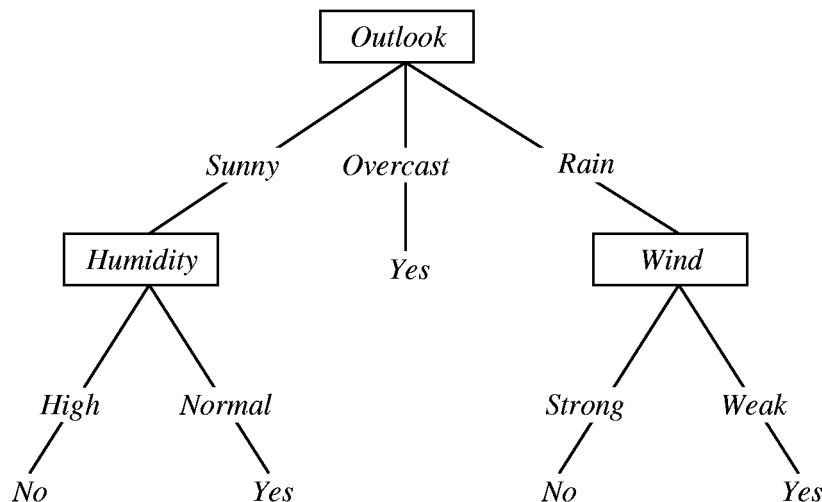 Outlook
Sunny Overcast Rain
Humidity Yes Wind
High Normal Strong Weak
No Yes No Yes